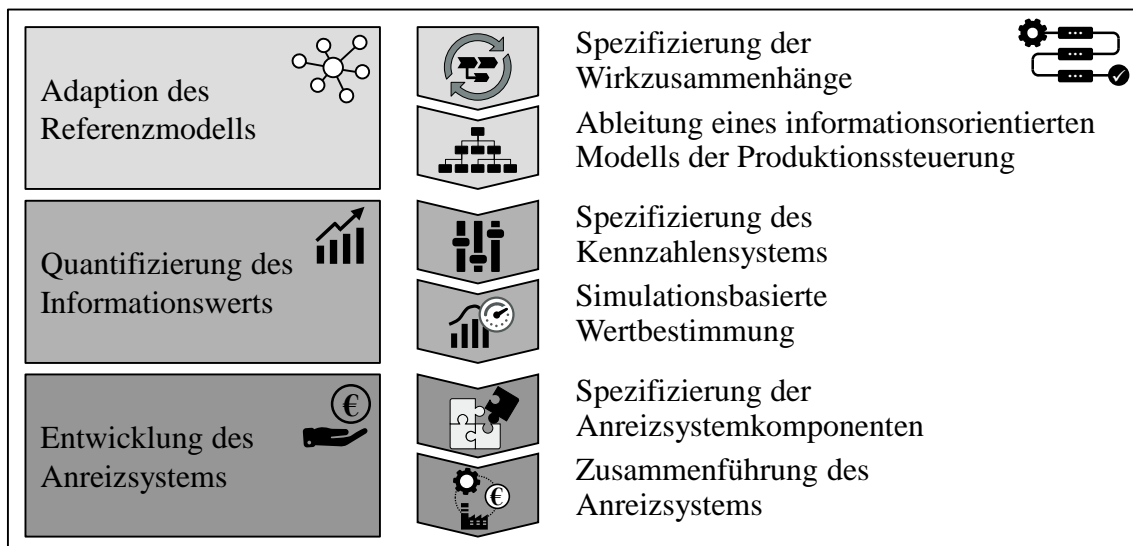 Adaption des
Referenzmodells
Spezifizierung der
Wirkzusammenhänge
Ableitung eines informationsorientierten
Modells der Produktionssteuerung
Quantifizierung des
Informationswerts
Spezifizierung des
Kennzahlensystems
Simulationsbasierte
Wertbestimmung
Entwicklung des
Anreizsystems
€
Spezifizierung der
Anreizsystemkomponenten
Zusammenführung des
Anreizsystems
€